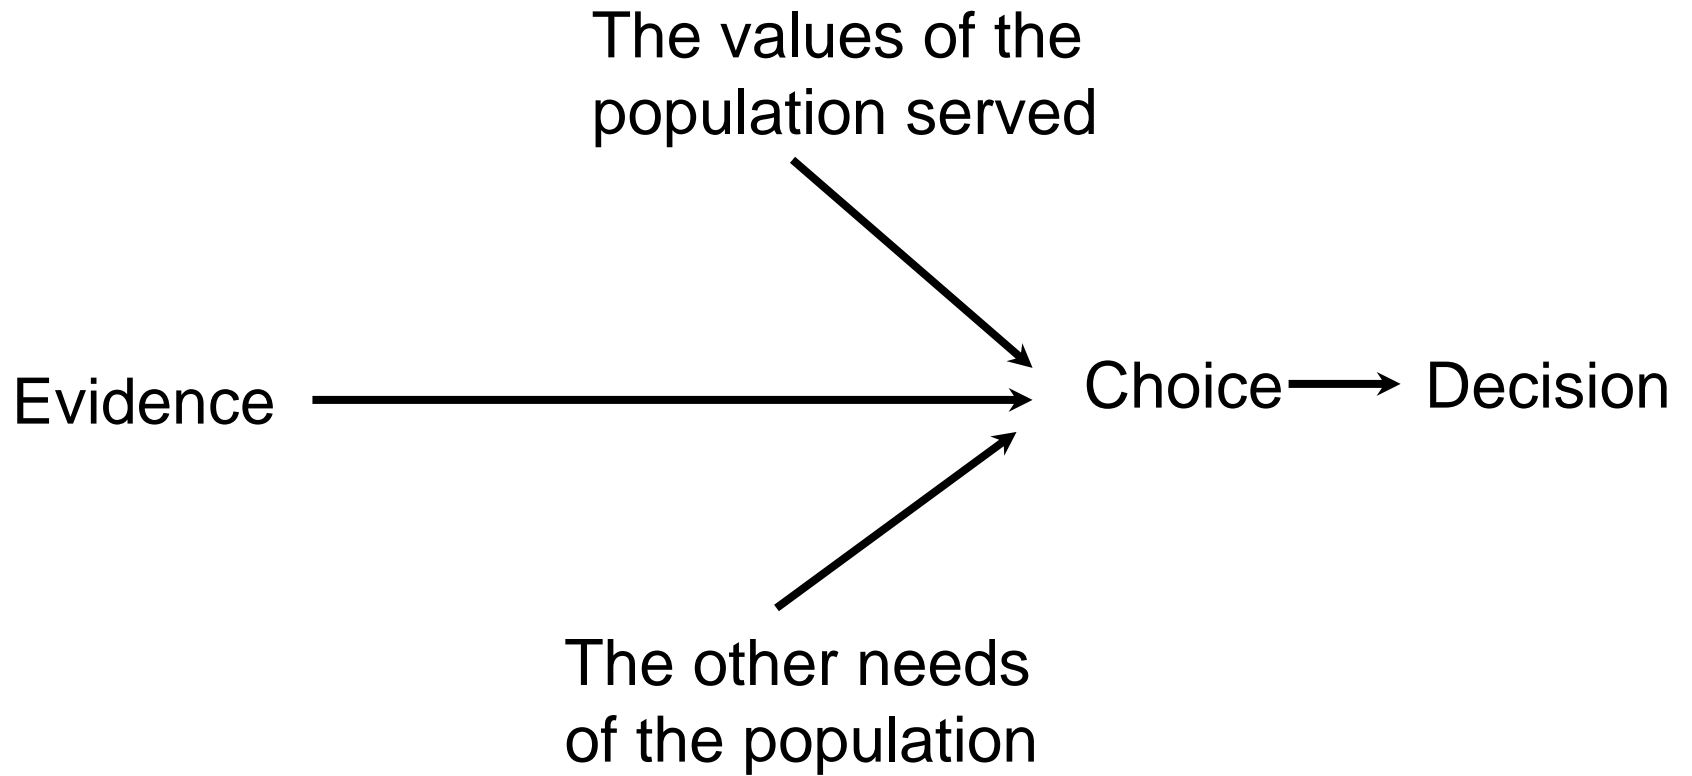 The values of the
population served
Evidence
Choice
Decision
The other needs
of the population